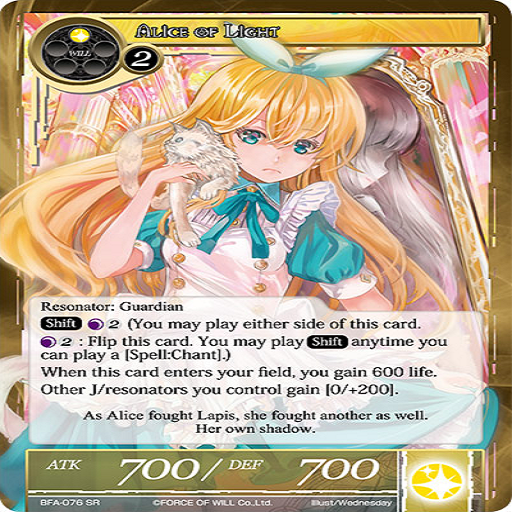 Alice of Light
WILL
2
Resonator: Guardian
Shift 2 (You may play either side of this card.
2 : Flip this card. You may play Shift anytime you
can play a [Spell:Chant].)
When this card enters your field, you gain 600 life.
Other J/resonators you control gain [0/+200].
As Alice fought Lapis, she fought another as well.
Her own shadow.
ATK 700 / DEF 700
BFA-076 SR ©FORCE OF WILL Co.,Ltd. Illust/Wednesday